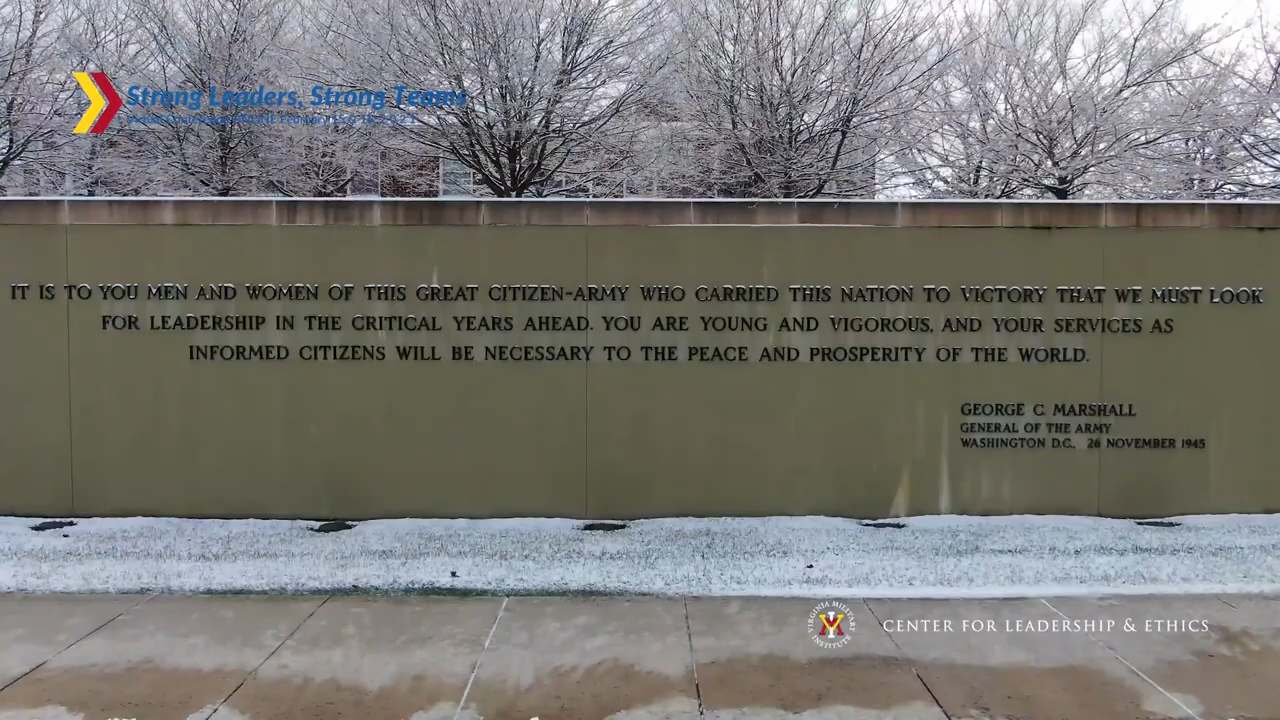 Strong Leaders, Strong Teams
IT IS TO YOU MEN AND WOMEN OF THIS GREAT CITIZEN-ARMY WHO CARRIED THIS NATION TO VICTORY THAT WE MUST LOOK
FOR LEADERSHIP IN THE CRITICAL YEARS AHEAD. YOU ARE YOUNG AND VIGOROUS, AND YOUR SERVICES AS
INFORMED CITIZENS WILL BE NECESSARY TO THE PEACE AND PROSPERITY OF THE WORLD.
GEORGE C. MARSHALL
GENERAL OF THE ARMY
WASHINGTON D.C., 26 NOVEMBER 1945
VIRGINIA MILITARY INSTITUTE
CENTER FOR LEADERSHIP & ETHICS